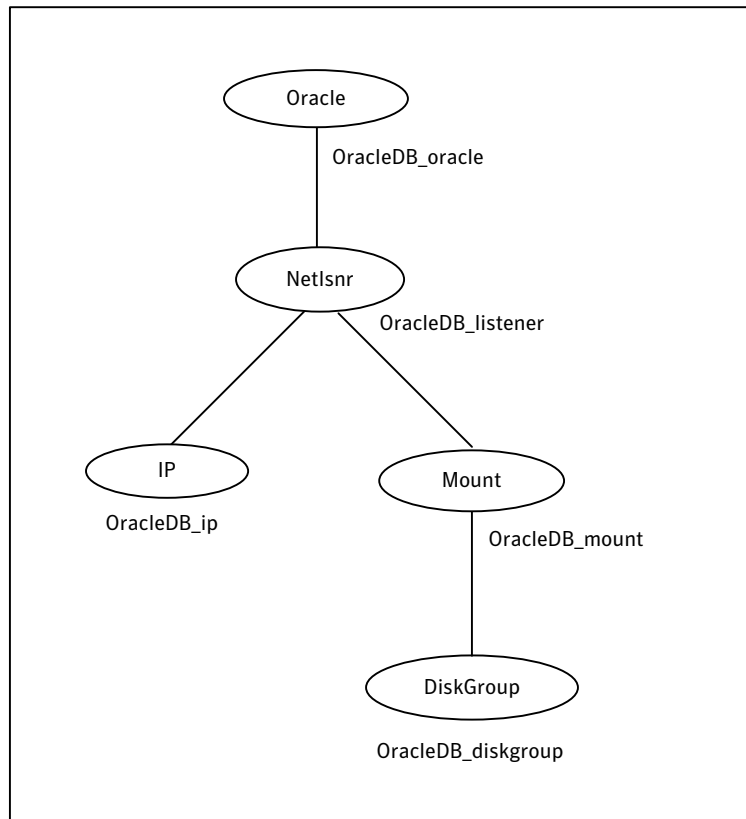 Oracle
OracleDB_oracle
Netlsnr
OracleDB_listener
IP
OracleDB_ip
Mount
OracleDB_mount
DiskGroup
OracleDB_diskgroup